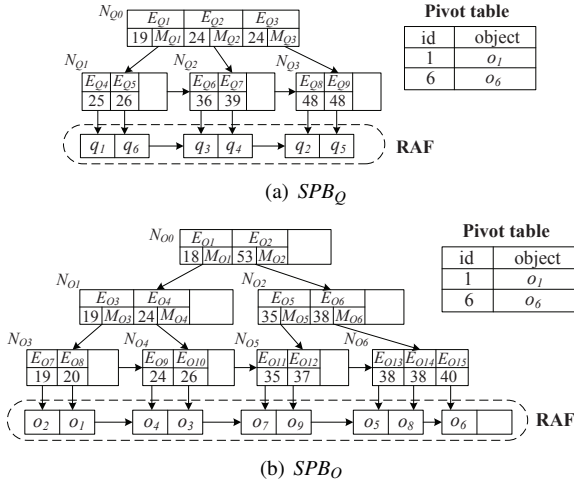 N_Q0 E_Q1 E_Q2 E_Q3
19 M_Q1 24 M_Q2 24 M_Q3
Pivot table
id object
1 o_1
6 o_6
N_Q1 N_Q2 N_Q3
E_Q4 E_Q5 E_Q6 E_Q7 E_Q8 E_Q9
25 26 36 39 48 48
q_1 q_6 q_3 q_4 q_2 q_5 RAF
(a) SPB_Q
N_O0 E_O1 E_O2
18 M_O1 53 M_O2
Pivot table
id object
1 o_1
6 o_6
N_O1 N_O2
E_O3 E_O4 E_O5 E_O6
19 M_O3 24 M_O4 35 M_O5 38 M_O6
N_O3 N_O4 N_O5 N_O6
E_O7 E_O8 E_O9 E_O10 E_O11 E_O12 E_O13 E_O14 E_O15
19 20 24 26 35 37 38 38 40
o_2 o_1 o_4 o_3 o_7 o_9 o_5 o_8 o_6 RAF
(b) SPB_O